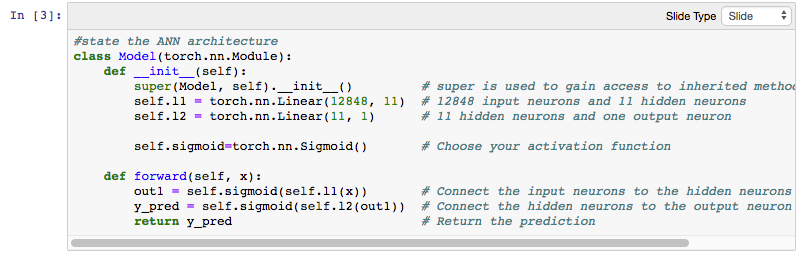 In [3]:
Slide Type Slide
#state the ANN architecture
class Model(torch.nn.Module):
    def __init__(self):
        super(Model, self).__init__()         # super is used to gain access to inherited
        self.l1 = torch.nn.Linear(12848, 11)  # 12848 input neurons and 11 hidden neurons
        self.l2 = torch.nn.Linear(11, 1)      # 11 hidden neurons and one output neuron
        self.sigmoid=torch.nn.Sigmoid()       # Choose your activation function
    def forward(self, x):
        out1 = self.sigmoid(self.l1(x))       # Connect the input neurons to the hidden neurons
        y_pred = self.sigmoid(self.l2(out1))  # Connect the hidden neurons to the output neuron
        return y_pred                         # Return the prediction